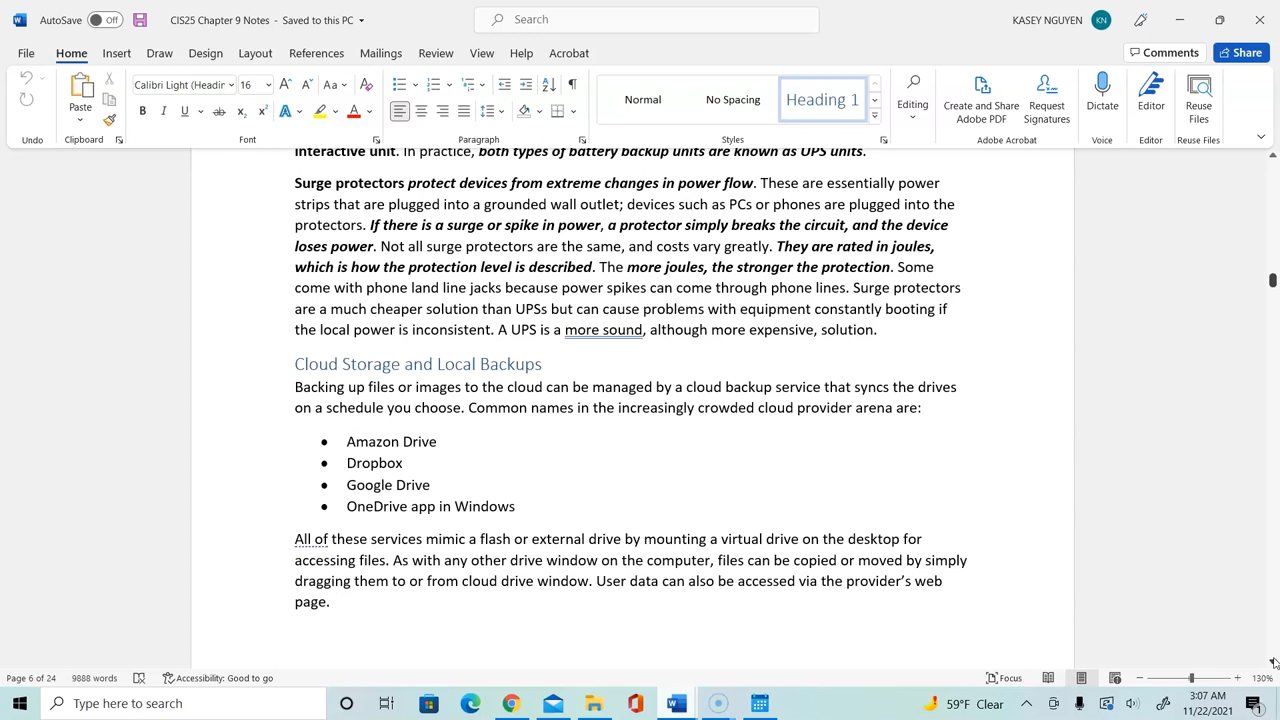 AutoSave Off CIS25 Chapter 9 Notes - Saved to this PC Search KASEY NGUYEN KN
File Home Insert Draw Design Layout References Mailings Review View Help Acrobat Comments Share
Calibri Light (Headin 16 Aa
Paste
B I U ab x₂ x² A A
Normal No Spacing Heading 1
Editing
Create and Share Adobe PDF
Request Signatures
Dictate
Editor
Reuse Files
Undo Clipboard Font Paragraph Styles Adobe Acrobat Voice Editor Reuse Files
interactive unit. In practice, both types of battery backup units are known as UPS units.
Surge protectors protect devices from extreme changes in power flow. These are essentially power
strips that are plugged into a grounded wall outlet; devices such as PCs or phones are plugged into the
protectors. If there is a surge or spike in power, a protector simply breaks the circuit, and the device
loses power. Not all surge protectors are the same, and costs vary greatly. They are rated in joules,
which is how the protection level is described. The more joules, the stronger the protection. Some
come with phone land line jacks because power spikes can come through phone lines. Surge protectors
are a much cheaper solution than UPSs but can cause problems with equipment constantly booting if
the local power is inconsistent. A UPS is a more sound, although more expensive, solution.
Cloud Storage and Local Backups
Backing up files or images to the cloud can be managed by a cloud backup service that syncs the drives
on a schedule you choose. Common names in the increasingly crowded cloud provider arena are:
• Amazon Drive
• Dropbox
• Google Drive
• OneDrive app in Windows
All of these services mimic a flash or external drive by mounting a virtual drive on the desktop for
accessing files. As with any other drive window on the computer, files can be copied or moved by simply
dragging them to or from cloud drive window. User data can also be accessed via the provider's web
page.
Page 6 of 24 9888 words Accessibility: Good to go Focus 130%
Type here to search 59°F Clear 3:07 AM
11/22/2021 1